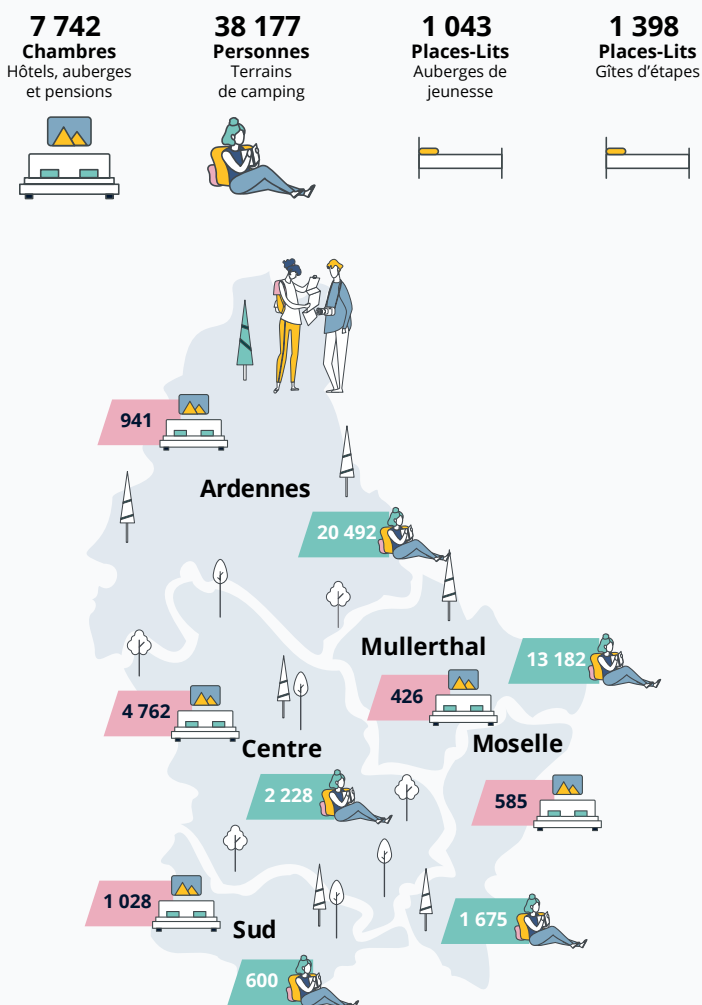 7 742
Chambres
Hôtels, auberges
et pensions
38 177
Personnes
Terrains
de camping
1 043
Places-Lits
Auberges de
jeunesse
1 398
Places-Lits
Gîtes d'étapes
941
Ardennes
20 492
Mullerthal
13 182
426
4 762
Centre
Moselle
2 228
585
1 028
Sud
1 675
600